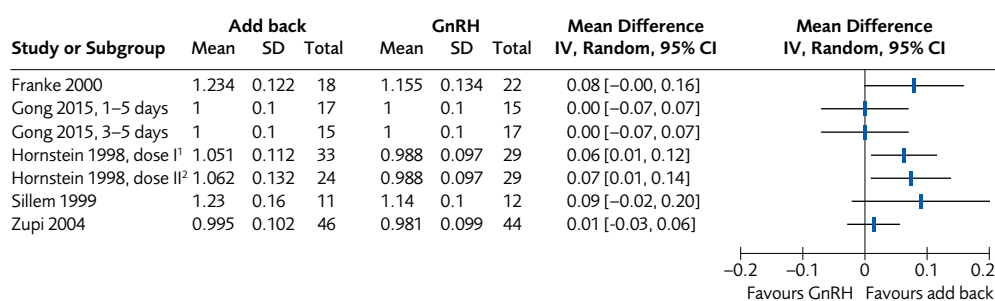 Add back GnRH Mean Difference Mean Difference
Study or Subgroup Mean SD Total Mean SD Total IV, Random, 95% CI IV, Random, 95% CI
Franke 2000 1.234 0.122 18 1.155 0.134 22 0.08 [−0.00, 0.16]
Gong 2015, 1–5 days 1 0.1 17 1 0.1 15 0.00 [−0.07, 0.07]
Gong 2015, 3–5 days 1 0.1 15 1 0.1 17 0.00 [−0.07, 0.07]
Hornstein 1998, dose I¹ 1.051 0.112 33 0.988 0.097 29 0.06 [0.01, 0.12]
Hornstein 1998, dose II² 1.062 0.132 24 0.988 0.097 29 0.07 [0.01, 0.14]
Sillem 1999 1.23 0.16 11 1.14 0.1 12 0.09 [−0.02, 0.20]
Zupi 2004 0.995 0.102 46 0.981 0.099 44 0.01 [-0.03, 0.06]
−0.2 −0.1 0 0.1 0.2
Favours GnRH Favours add back